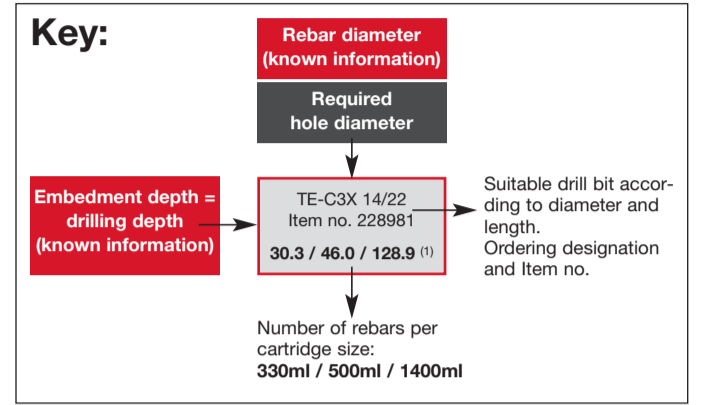 Key:
Rebar diameter
(known information)
Required
hole diameter
Embedment depth =
drilling depth
(known information)
TE-C3X 14/22
Item no. 228981
30.3 / 46.0 / 128.9 (1)
Suitable drill bit accor-
ding to diameter and
length.
Ordering designation
and Item no.
Number of rebars per
cartridge size:
330ml / 500ml / 1400ml